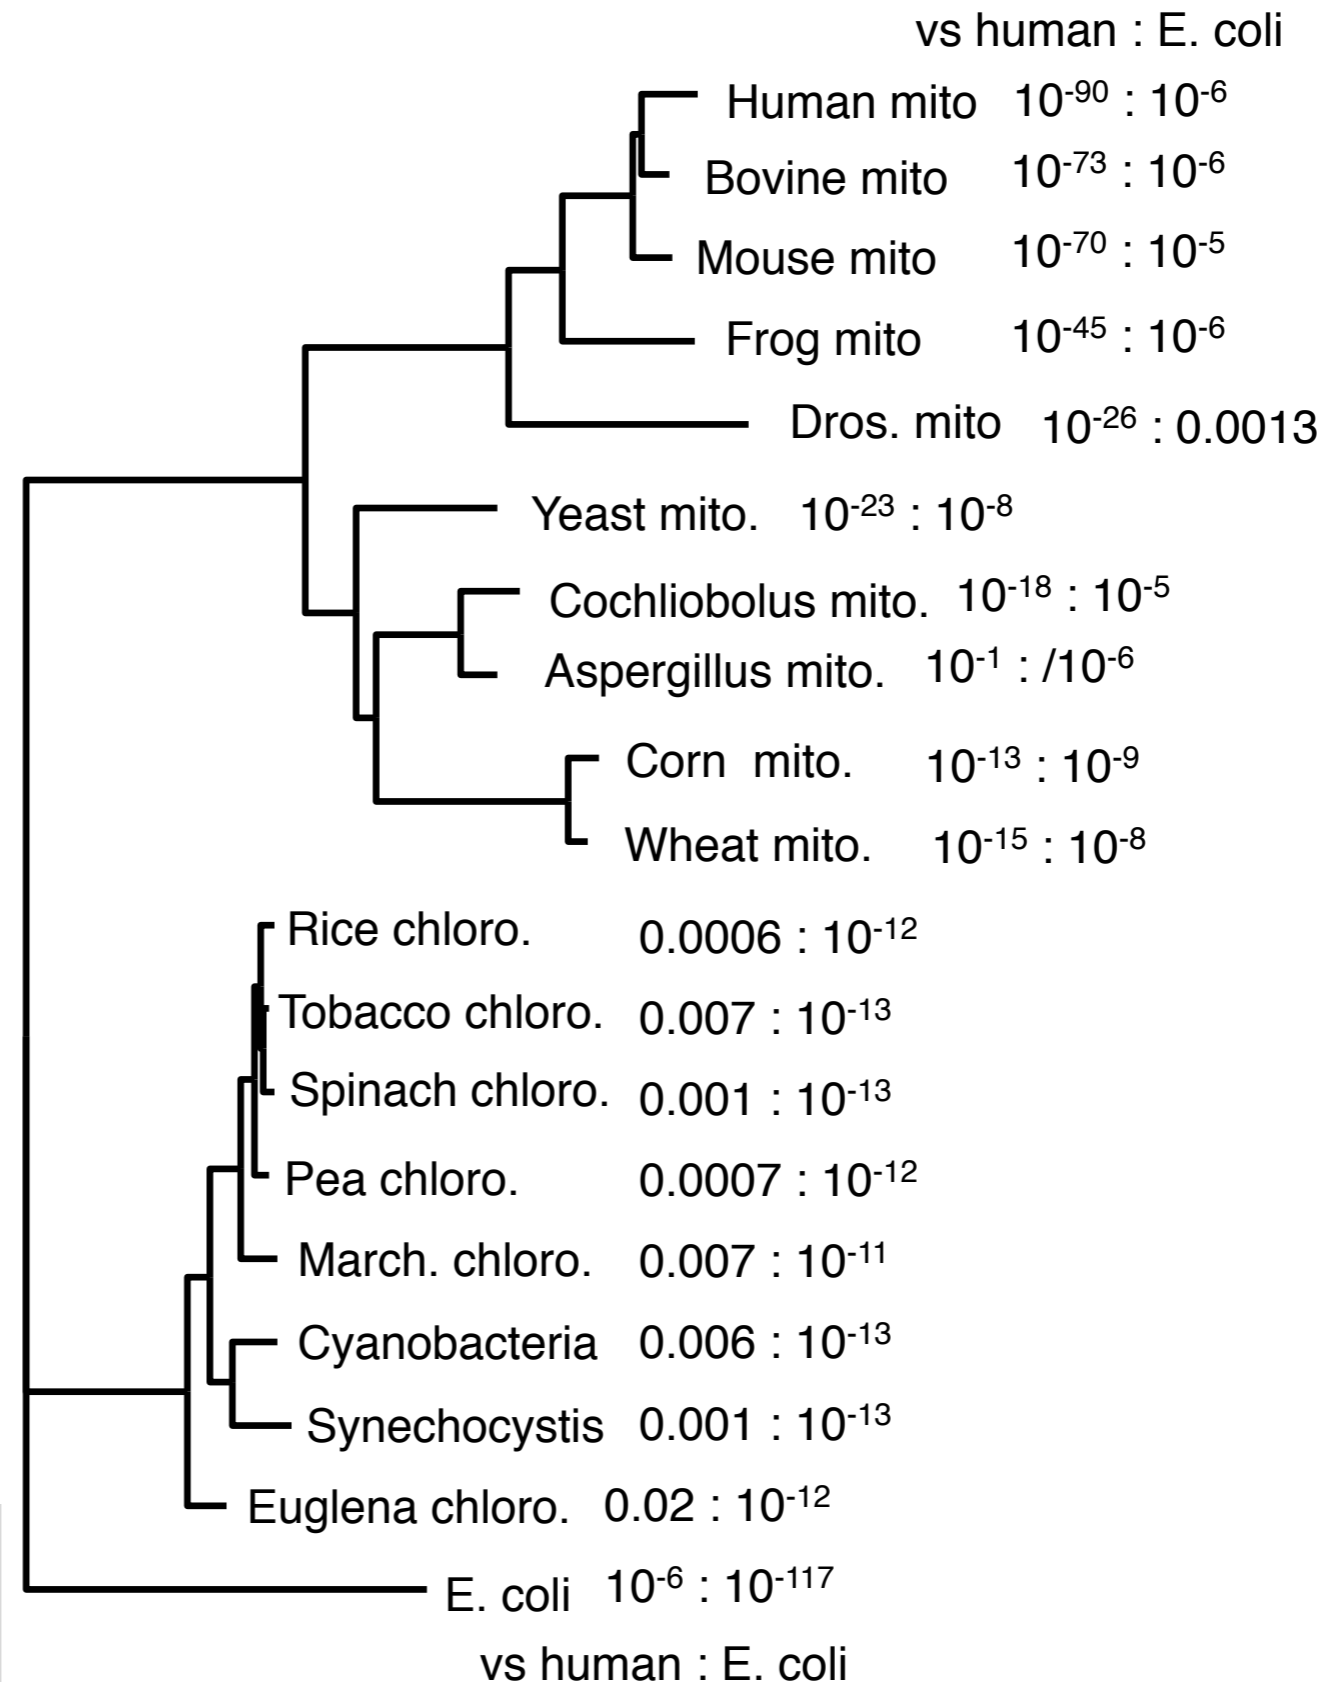 vs human : E. coli
Human mito 10⁻⁹⁰ : 10⁻⁶
Bovine mito 10⁻⁷³ : 10⁻⁶
Mouse mito 10⁻⁷⁰ : 10⁻⁵
Frog mito 10⁻⁴⁵ : 10⁻⁶
Dros. mito 10⁻²⁶ : 0.0013
Yeast mito. 10⁻²³ : 10⁻⁸
Cochliobolus mito. 10⁻¹⁸ : 10⁻⁵
Aspergillus mito. 10⁻¹ : /10⁻⁶
Corn mito. 10⁻¹³ : 10⁻⁹
Wheat mito. 10⁻¹⁵ : 10⁻⁸
Rice chloro. 0.0006 : 10⁻¹²
Tobacco chloro. 0.007 : 10⁻¹³
Spinach chloro. 0.001 : 10⁻¹³
Pea chloro. 0.0007 : 10⁻¹²
March. chloro. 0.007 : 10⁻¹¹
Cyanobacteria 0.006 : 10⁻¹³
Synechocystis 0.001 : 10⁻¹³
Euglena chloro. 0.02 : 10⁻¹²
E. coli 10⁻⁶ : 10⁻¹¹⁷
vs human : E. coli